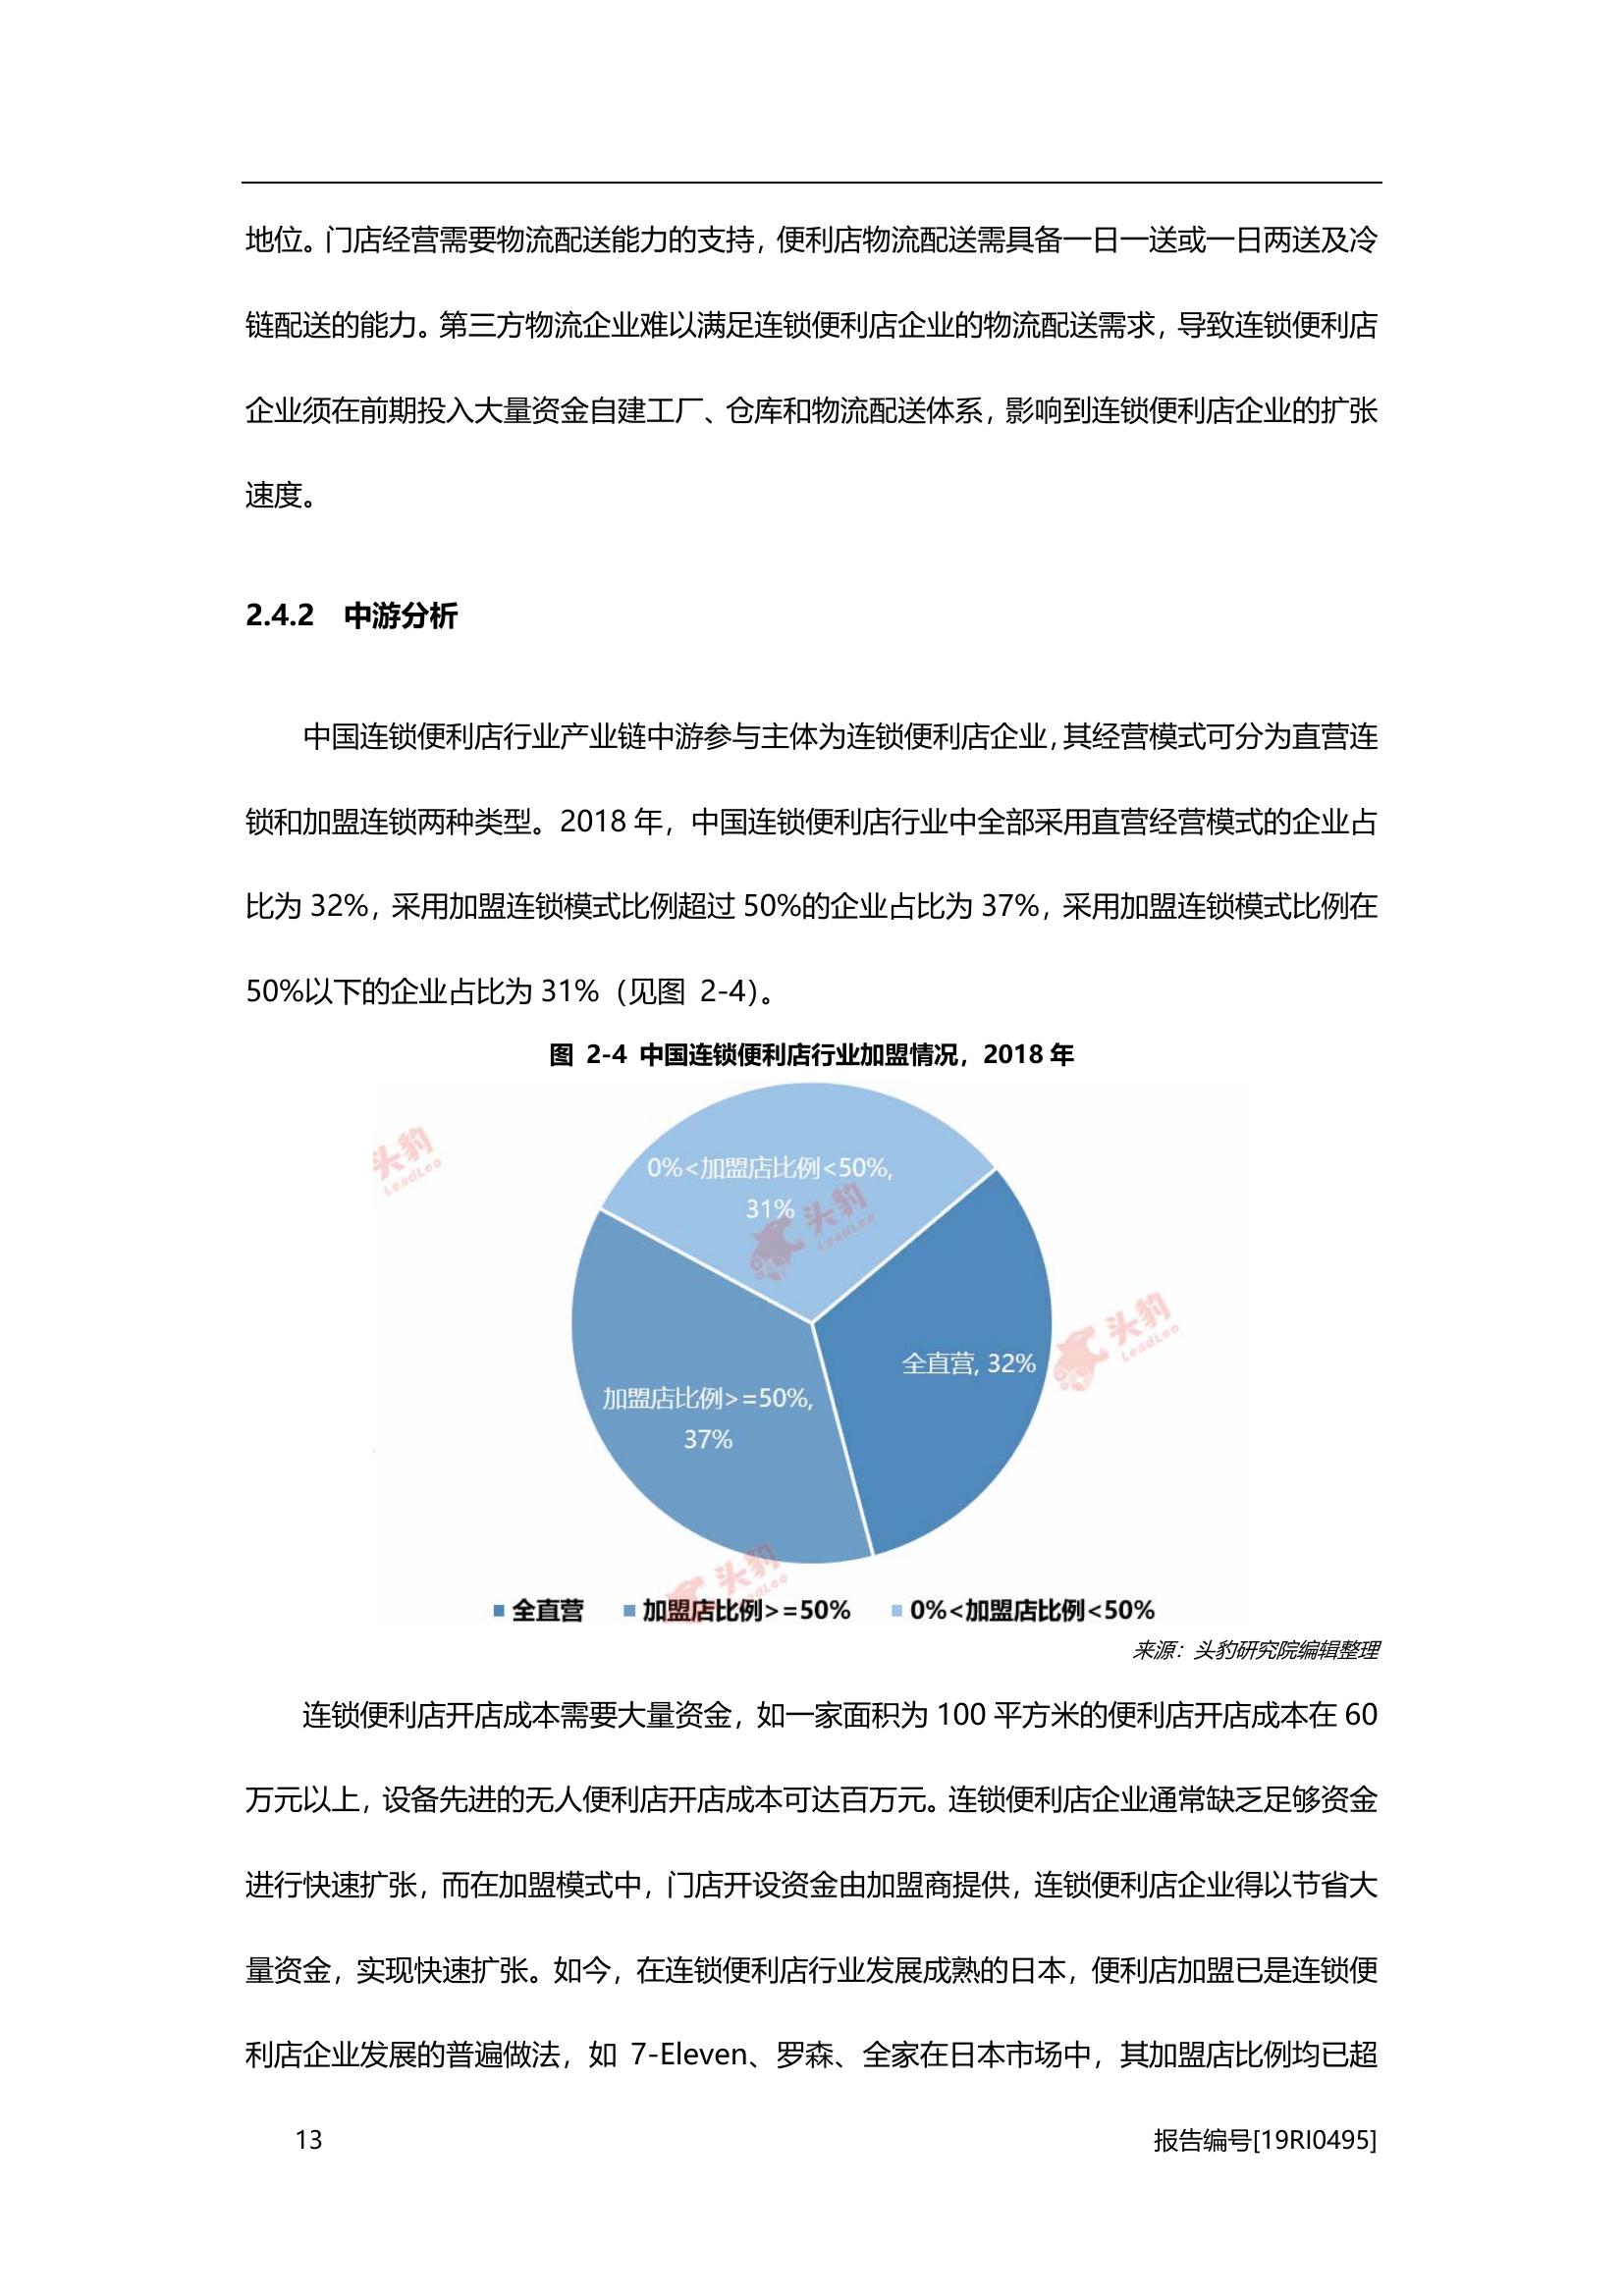 地位。门店经营需要物流配送能力的支持，便利店物流配送需具备一日一送或一日两送及冷
链配送的能力。第三方物流企业难以满足连锁便利店企业的物流配送需求，导致连锁便利店
企业须在前期投入大量资金自建工厂、仓库和物流配送体系，影响到连锁便利店企业的扩张
速度。
2.4.2 中游分析
中国连锁便利店行业产业链中游参与主体为连锁便利店企业，其经营模式可分为直营连
锁和加盟连锁两种类型。2018 年，中国连锁便利店行业中全部采用直营经营模式的企业占
比为 32%，采用加盟连锁模式比例超过 50%的企业占比为 37%，采用加盟连锁模式比例在
50%以下的企业占比为 31%（见图 2-4）。
图 2-4 中国连锁便利店行业加盟情况，2018 年
头豹
LeadLeo
0%<加盟店比例<50%,
31%
头豹
LeadLeo
头豹
LeadLeo
全直营, 32%
加盟店比例>=50%,
37%
头豹
LeadLeo
全直营 加盟店比例>=50% 0%<加盟店比例<50%
来源：头豹研究院编辑整理
连锁便利店开店成本需要大量资金，如一家面积为 100 平方米的便利店开店成本在 60
万元以上，设备先进的无人便利店开店成本可达百万元。连锁便利店企业通常缺乏足够资金
进行快速扩张，而在加盟模式中，门店开设资金由加盟商提供，连锁便利店企业得以节省大
量资金，实现快速扩张。如今，在连锁便利店行业发展成熟的日本，便利店加盟已是连锁便
利店企业发展的普遍做法，如 7-Eleven、罗森、全家在日本市场中，其加盟店比例均已超
13 报告编号[19RI0495]